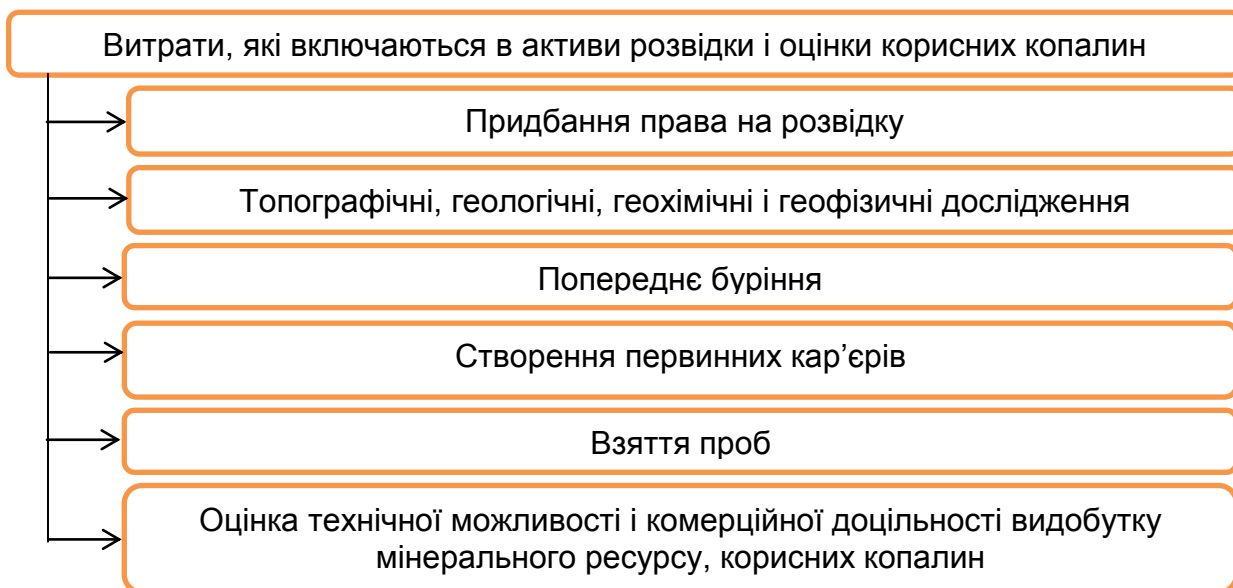 Витрати, які включаються в активи розвідки і оцінки корисних копалин
Придбання права на розвідку
Топографічні, геологічні, геохімічні і геофізичні дослідження
Попереднє буріння
Створення первинних кар’єрів
Взяття проб
Оцінка технічної можливості і комерційної доцільності видобутку
мінерального ресурсу, корисних копалин